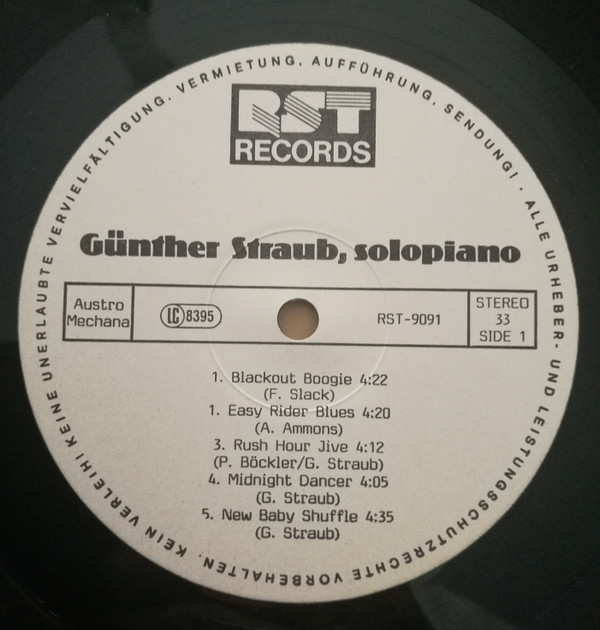 KEINE UNERLAUBTE VERVIELFÄLTIGUNG, VERMIETUNG, AUFFÜHRUNG, SENDUNG! · ALLE URHEBER- UND LEISTUNGSSCHUTZRECHTE VORBEHALTEN. KEIN VERLEIH!
RST
RECORDS
Günther Straub, solopiano
Austro
Mechana
LC 8395
RST-9091
STEREO
33
SIDE 1
1. Blackout Boogie 4:22
(F. Slack)
1. Easy Rider Blues 4:20
(A. Ammons)
3. Rush Hour Jive 4:12
(P. Böckler/G. Straub)
4. Midnight Dancer 4:05
(G. Straub)
5. New Baby Shuffle 4:35
(G. Straub)